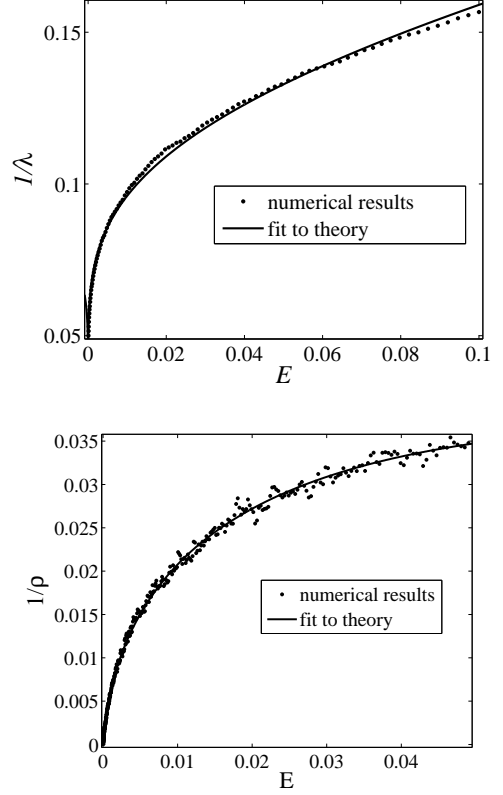 0.15
1/λ
0.1
numerical results
fit to theory
0.05
0 0.02 0.04 0.06 0.08 0.1
E
0.035
0.03
0.025
0.02
1/ρ
0.015
numerical results
0.01
fit to theory
0.005
0
0 0.01 0.02 0.03 0.04
E